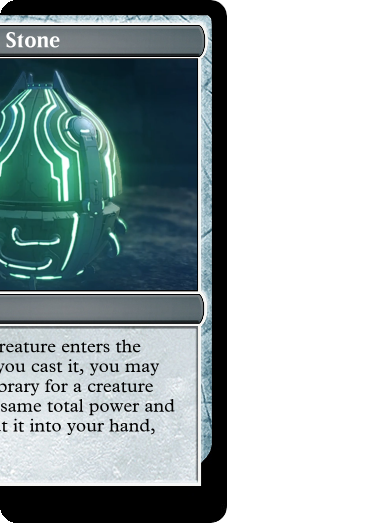 Stone
reature enters the
you cast it, you may
brary for a creature
same total power and
t it into your hand,